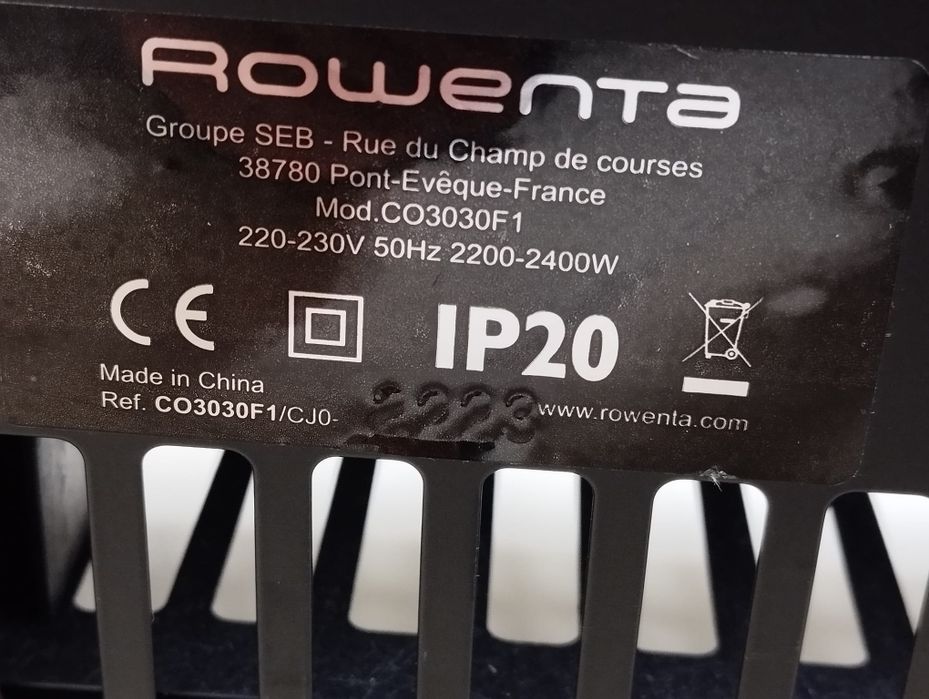 ROWENTA
Groupe SEB - Rue du Champ de courses
38780 Pont-Evêque-France
Mod.CO3030F1
220-230V 50Hz 2200-2400W
CE
IP20
Made in China
Ref. CO3030F1/CJ0-
www.rowenta.com